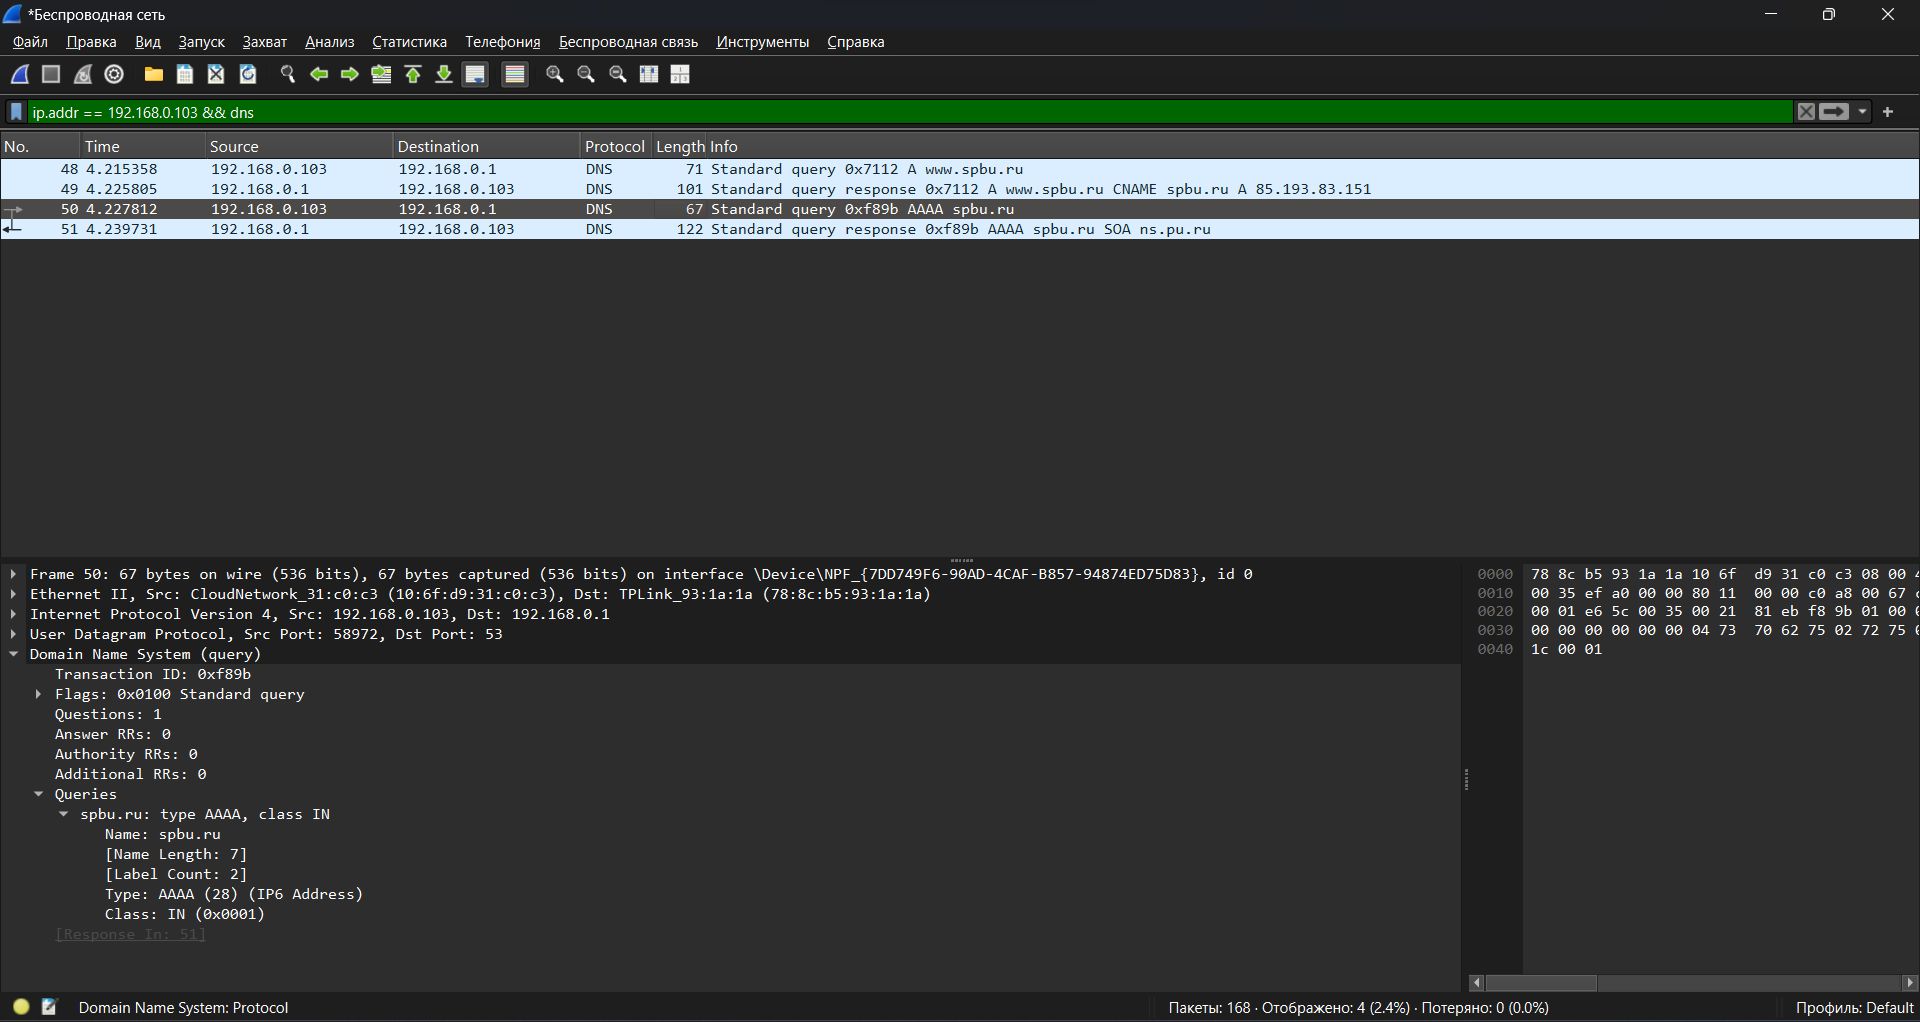 *Беспроводная сеть
Файл Правка Вид Запуск Захват Анализ Статистика Телефония Беспроводная связь Инструменты Справка
ip.addr == 192.168.0.103 && dns
No. Time Source Destination Protocol Length Info
48 4.215358 192.168.0.103 192.168.0.1 DNS 71 Standard query 0x7112 A www.spbu.ru
49 4.225805 192.168.0.1 192.168.0.103 DNS 101 Standard query response 0x7112 A www.spbu.ru CNAME spbu.ru A 85.193.83.151
50 4.227812 192.168.0.103 192.168.0.1 DNS 67 Standard query 0xf89b AAAA spbu.ru
51 4.239731 192.168.0.1 192.168.0.103 DNS 122 Standard query response 0xf89b AAAA spbu.ru SOA ns.pu.ru
Frame 50: 67 bytes on wire (536 bits), 67 bytes captured (536 bits) on interface \Device\NPF_{7DD749F6-90AD-4CAF-B857-94874ED75D83}, id 0
Ethernet II, Src: CloudNetwork_31:c0:c3 (10:6f:d9:31:c0:c3), Dst: TPLink_93:1a:1a (78:8c:b5:93:1a:1a)
Internet Protocol Version 4, Src: 192.168.0.103, Dst: 192.168.0.1
User Datagram Protocol, Src Port: 58972, Dst Port: 53
Domain Name System (query)
Transaction ID: 0xf89b
Flags: 0x0100 Standard query
Questions: 1
Answer RRs: 0
Authority RRs: 0
Additional RRs: 0
Queries
spbu.ru: type AAAA, class IN
Name: spbu.ru
[Name Length: 7]
[Label Count: 2]
Type: AAAA (28) (IP6 Address)
Class: IN (0x0001)
[Response In: 51]
0000 78 8c b5 93 1a 1a 10 6f d9 31 c0 c3 08 00
0010 00 35 ef a0 00 00 80 11 00 00 c0 a8 00 67
0020 00 01 e6 5c 00 35 00 21 81 eb f8 9b 01 00
0030 00 00 00 00 00 00 04 73 70 62 75 02 72 75
0040 1c 00 01
Domain Name System: Protocol
Пакеты: 168 · Отображено: 4 (2.4%) · Потеряно: 0 (0.0%)
Профиль: Default